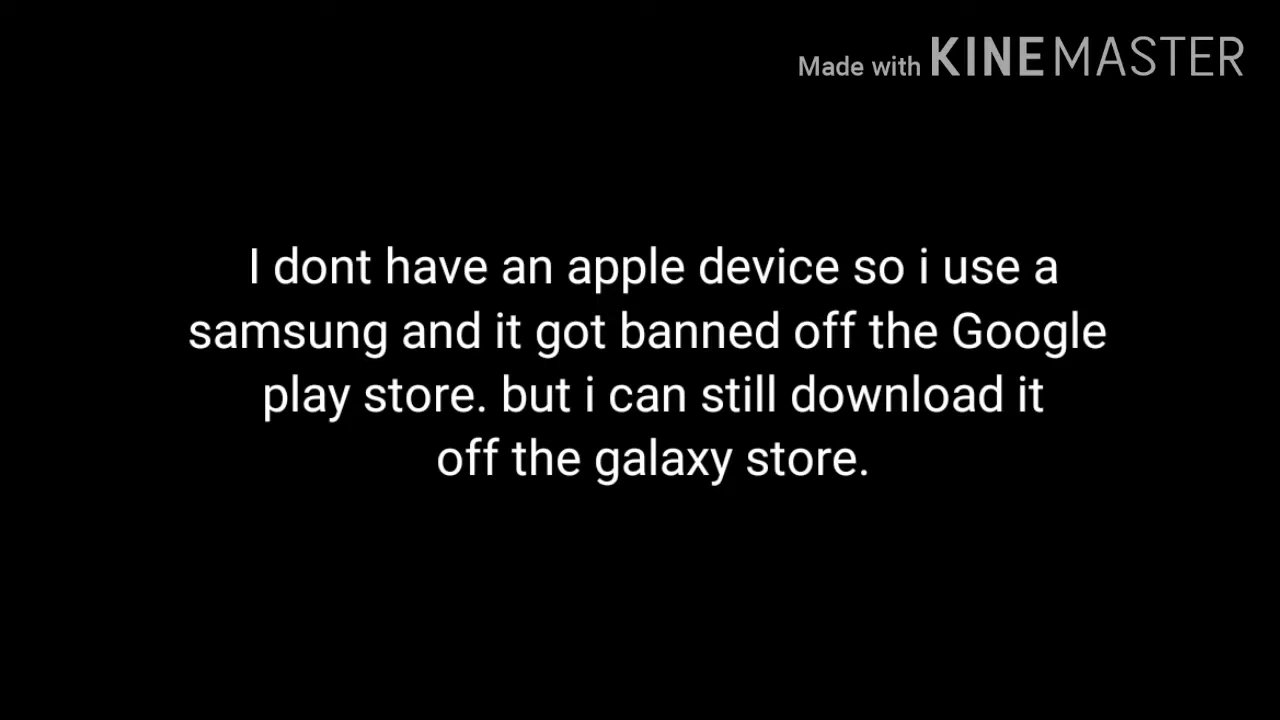 Made with KINEMASTER
I dont have an apple device so i use a
samsung and it got banned off the Google
play store. but i can still download it
off the galaxy store.